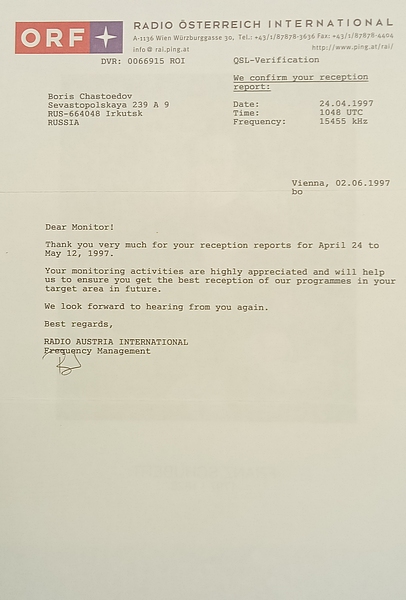 ORF
RADIO ÖSTERREICH INTERNATIONAL
A-1136 Wien Würzburggasse 30, Tel.: +43/1/87878-3636 Fax: +43/1/87878-4404
info@rai.ping.at http://www.ping.at/rai/
DVR: 0066915 ROI QSL-Verification
We confirm your reception
report:
Boris Chastoedov
Sevastopolskaya 239 A 9
RUS-664048 Irkutsk
RUSSIA
Date: 24.04.1997
Time: 1048 UTC
Frequency: 15455 kHz
Vienna, 02.06.1997
bo
Dear Monitor!
Thank you very much for your reception reports for April 24 to
May 12, 1997.
Your monitoring activities are highly appreciated and will help
us to ensure you get the best reception of our programmes in your
target area in future.
We look forward to hearing from you again.
Best regards,
RADIO AUSTRIA INTERNATIONAL
Frequency Management